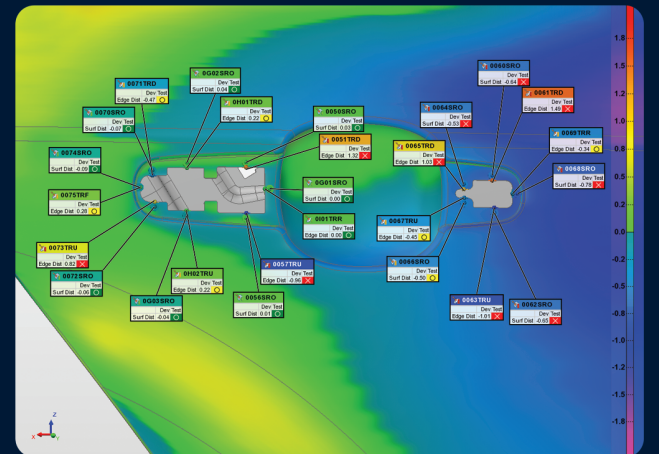 0071TRD
Dev Test
Edge Dist -0.47
0G02SRO
Dev Test
Surf Dist 0.04
0070SRO
Dev Test
Surf Dist -0.07
0H01TRD
Dev Test
Edge Dist 0.22
0050SRO
Dev Test
Surf Dist 0.03
0051TRD
Dev Test
Edge Dist 1.32
0060SRO
Dev Test
Surf Dist -0.64
0061TRD
Dev Test
Edge Dist 1.49
0064SRO
Dev Test
Surf Dist -0.53
0065TRD
Dev Test
Edge Dist 1.03
Dev Test
Edge Dist -0.34
0068SRO
Dev Test
Surf Dist -0.78
0074SRO
Dev Test
Surf Dist -0.09
0075TRF
Dev Test
Edge Dist 0.28
0G01SRO
Dev Test
Surf Dist 0.00
0I01TRR
Dev Test
Edge Dist 0.00
0067TRU
Dev Test
Edge Dist -0.45
0073TRU
Dev Test
Edge Dist 0.82
0072SRO
Dev Test
Surf Dist -0.06
0H02TRU
Dev Test
Edge Dist 0.22
0057TRU
Dev Test
Edge Dist -0.96
0066SRO
Dev Test
Surf Dist -0.50
0G03SRO
Dev Test
Surf Dist -0.04
0056SRO
Dev Test
Surf Dist 0.01
0063TRU
Dev Test
Edge Dist -1.01
0062SRO
Dev Test
Surf Dist -0.65
1.8
1.5
1.2
1.0
0.8
0.5
0.2
0.0
-0.2
-0.5
-0.8
-1.0
-1.2
-1.5
-1.8
Z
X
Y